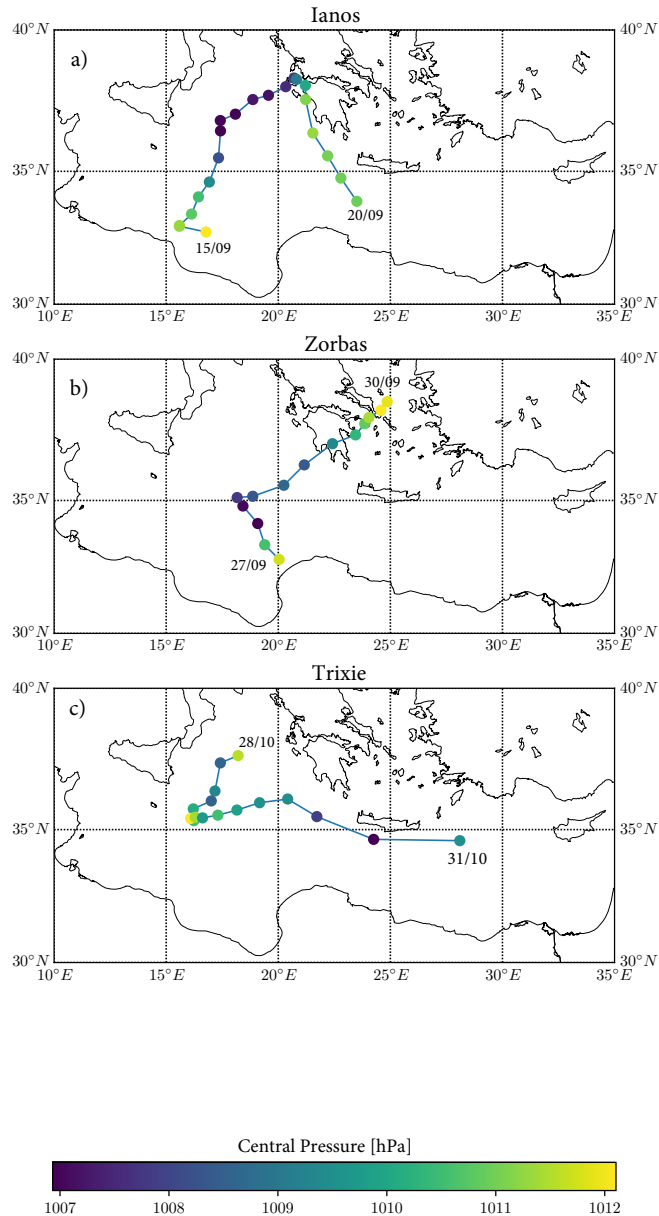 Ianos
40°N
40°N
a)
35°N
35°N
20/09
15/09
30°N
30°N
10°E
15°E
20°E
25°E
30°E
35°E
Zorbas
40°N
40°N
b)
30/09
35°N
35°N
27/09
30°N
30°N
10°E
15°E
20°E
25°E
30°E
35°E
Trixie
40°N
40°N
c)
28/10
35°N
35°N
31/10
30°N
30°N
10°E
15°E
20°E
25°E
30°E
35°E
Central Pressure [hPa]
1007
1008
1009
1010
1011
1012